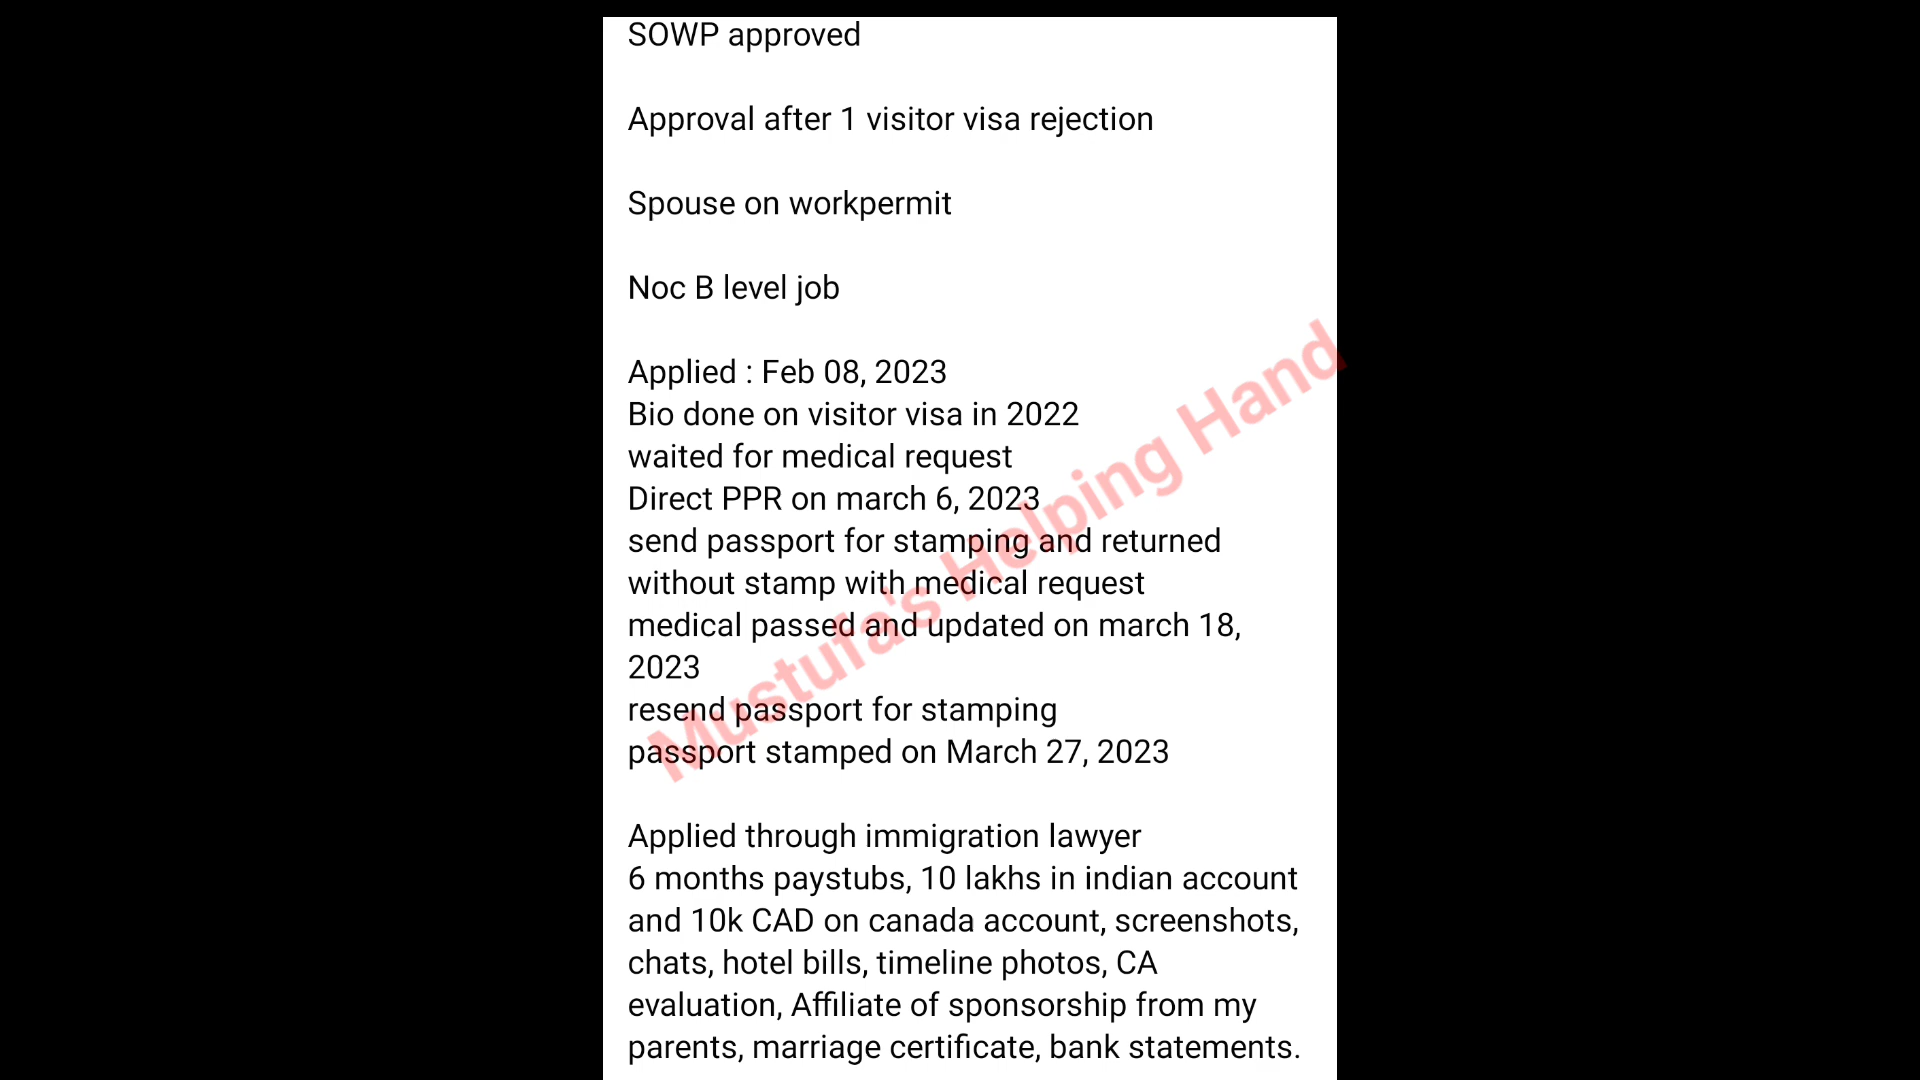 SOWP approved
Approval after 1 visitor visa rejection
Spouse on workpermit
Noc B level job
Applied : Feb 08, 2023
Bio done on visitor visa in 2022
waited for medical request
Direct PPR on march 6, 2023
send passport for stamping and returned
without stamp with medical request
medical passed and updated on march 18,
2023
resend passport for stamping
passport stamped on March 27, 2023
Applied through immigration lawyer
6 months paystubs, 10 lakhs in indian account
and 10k CAD on canada account, screenshots,
chats, hotel bills, timeline photos, CA
evaluation, Affiliate of sponsorship from my
parents, marriage certificate, bank statements.
Mustufa's Helping Hand